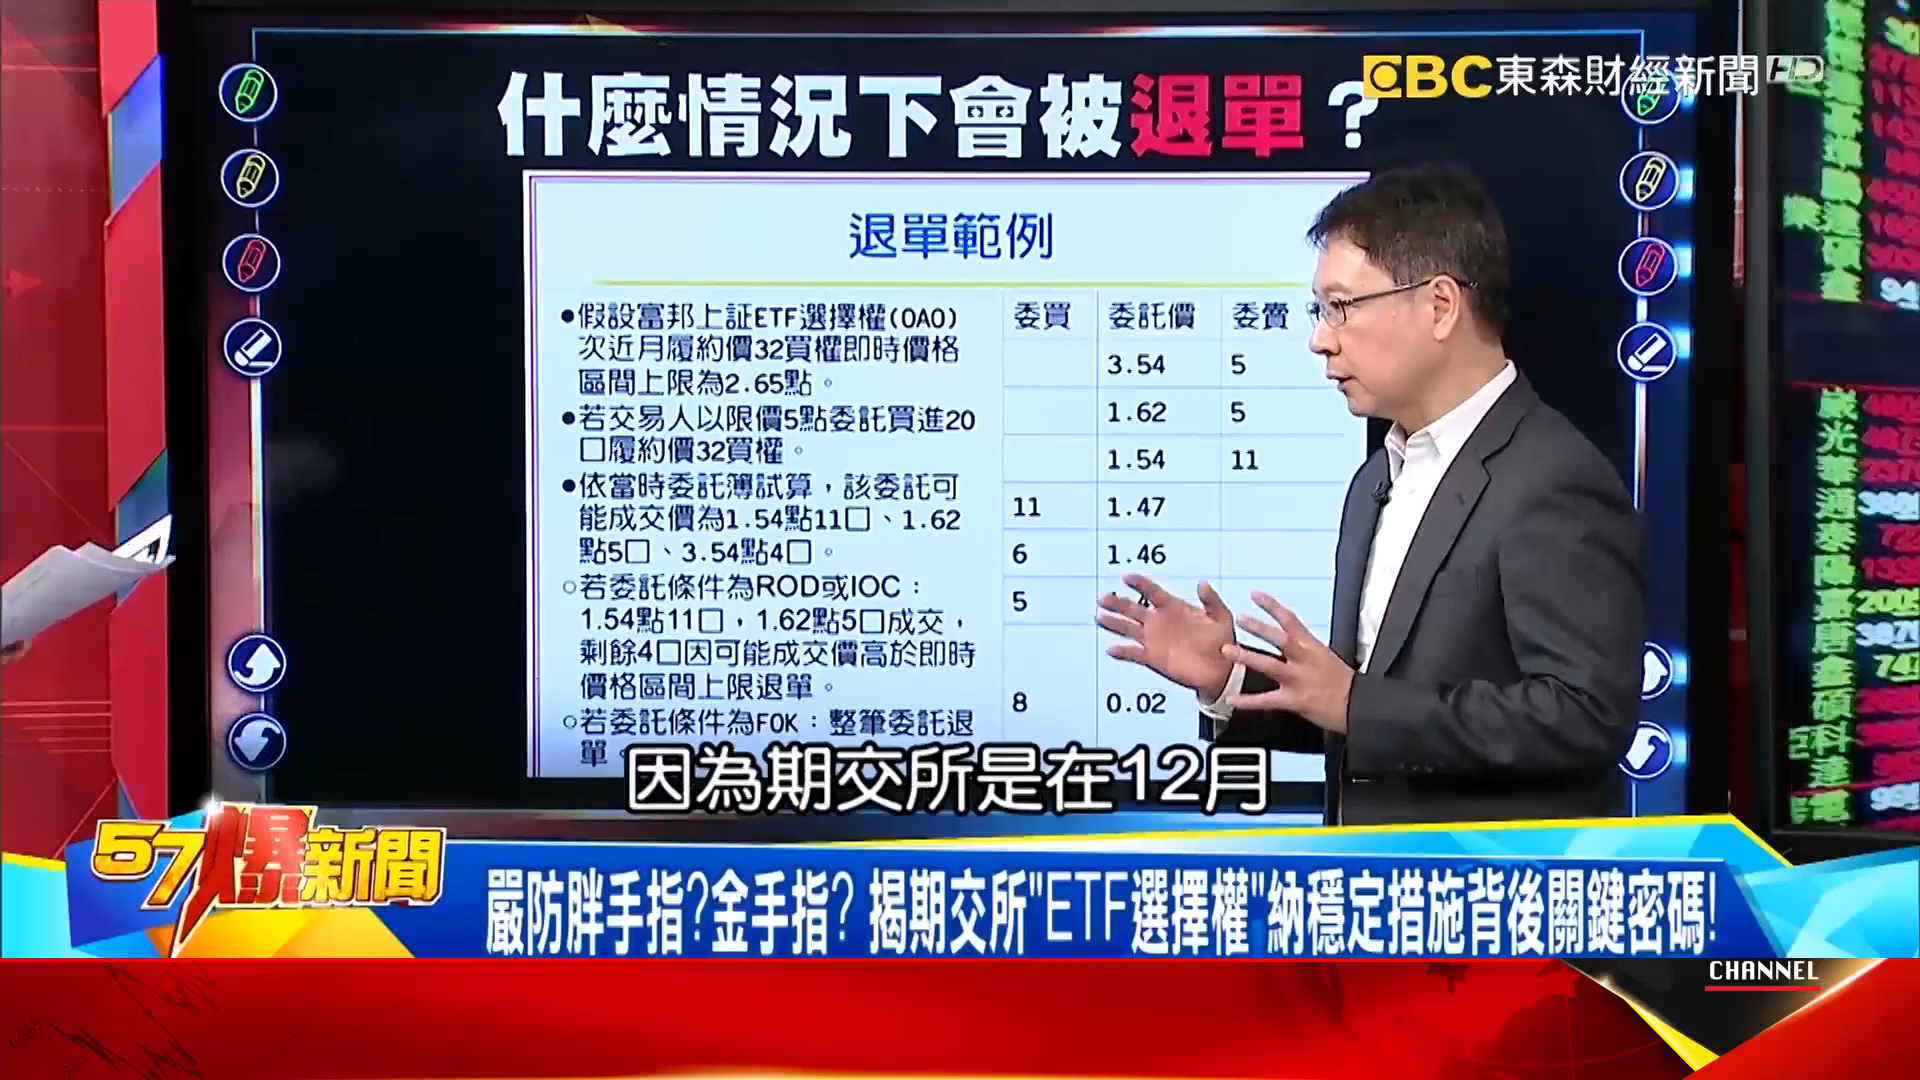 EBC東森財經新聞HD
什麼情況下會被退單?
退單範例
●假設富邦上証ETF選擇權(OAO)
次近月履約價32買權即時價格
區間上限為2.65點。
●若交易人以限價5點委託買進20
口履約價32買權。
●依當時委託簿試算,該委託可
能成交價為1.54點11口、1.62
點5口、3.54點4口。
○若委託條件為ROD或IOC:
1.54點11口,1.62點5口成交,
剩餘4口因可能成交價高於即時
價格區間上限退單。
○若委託條件為FOK:整筆委託退
單。
委買 委託價 委賣
3.54 5
1.62 5
1.54 11
11 1.47
6 1.46
5
8 0.02
因為期交所是在12月
57爆新聞
嚴防胖手指?金手指? 揭期交所"ETF選擇權"納穩定措施背後關鍵密碼!
CHANNEL